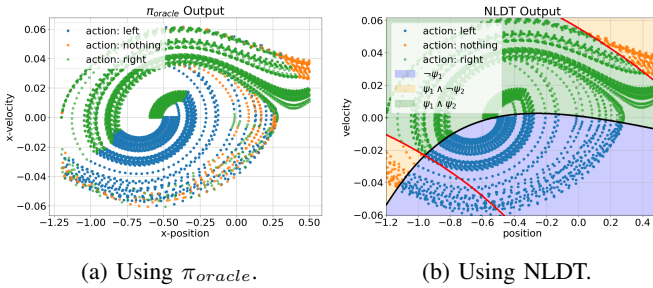 π_oracle Output
action: left
action: nothing
action: right
x-velocity
0.06
0.04
0.02
0.00
−0.02
−0.04
−0.06
−1.25 −1.00 −0.75 −0.50 −0.25 0.00 0.25 0.50
x-position
(a) Using π_oracle.
NLDT Output
action: left
action: nothing
action: right
¬ψ₁
ψ₁ ∧ ¬ψ₂
ψ₁ ∧ ψ₂
velocity
0.06
0.04
0.02
0.00
−0.02
−0.04
−0.06
−1.2 −1.0 −0.8 −0.6 −0.4 −0.2 0.0 0.2 0.4
position
(b) Using NLDT.